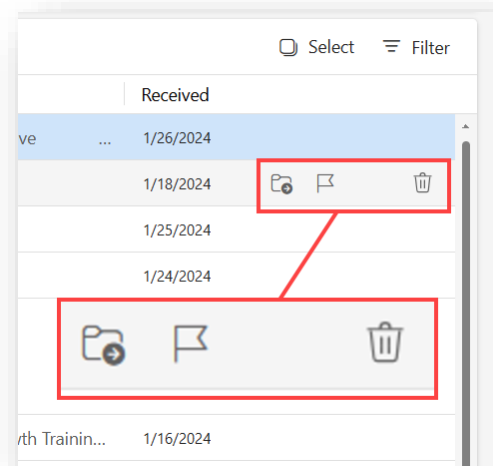 Select Filter
Received
ve ... 1/26/2024
1/18/2024
1/25/2024
1/24/2024
th Trainin... 1/16/2024